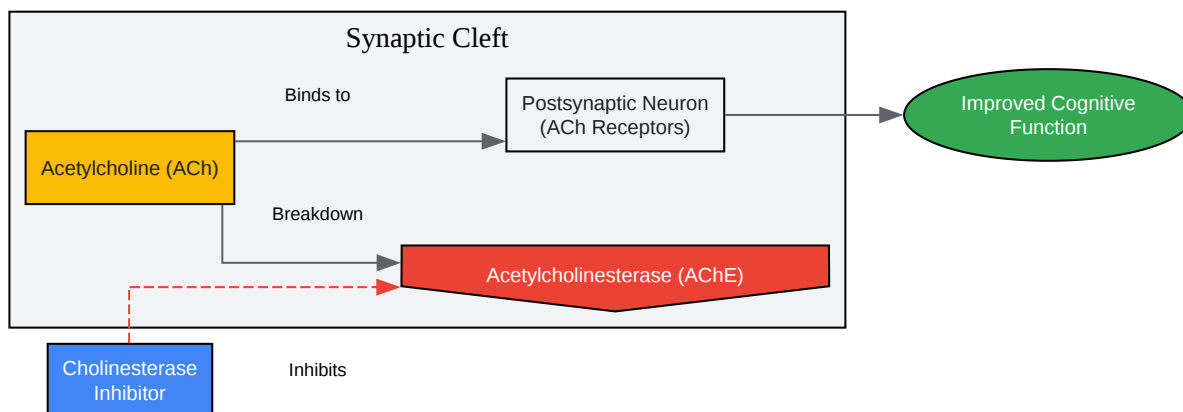 Synaptic Cleft
Binds to
Postsynaptic Neuron
(ACh Receptors)
Improved Cognitive
Function
Acetylcholine (ACh)
Breakdown
Acetylcholinesterase (AChE)
Cholinesterase
Inhibitor
Inhibits